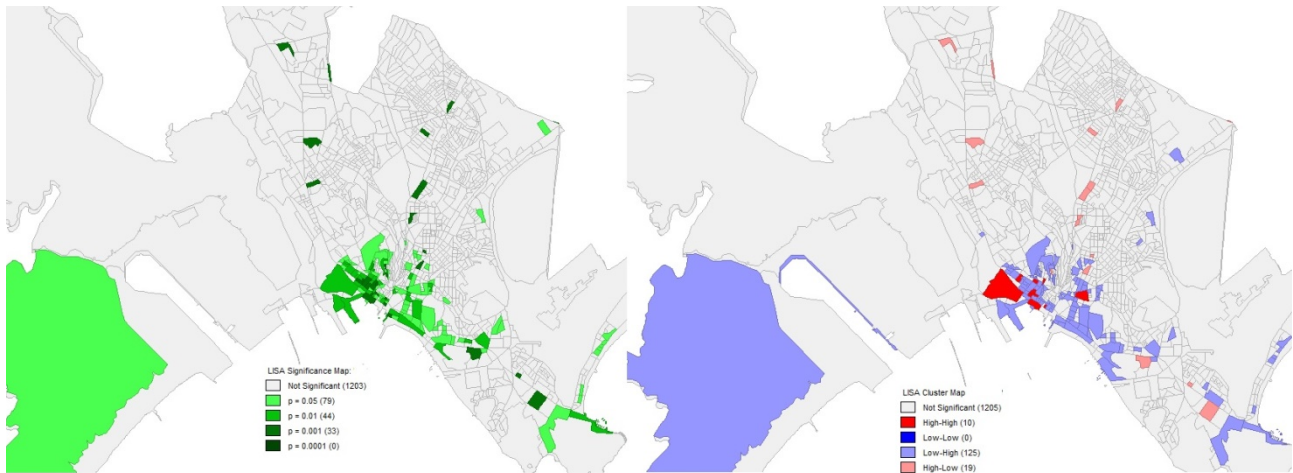 LISA Significance Map:
Not Significant (1203)
p = 0.05 (79)
p = 0.01 (44)
p = 0.001 (33)
p = 0.0001 (0)
LISA Cluster Map
Not Significant (1205)
High-High (10)
Low-Low (0)
Low-High (125)
High-Low (19)